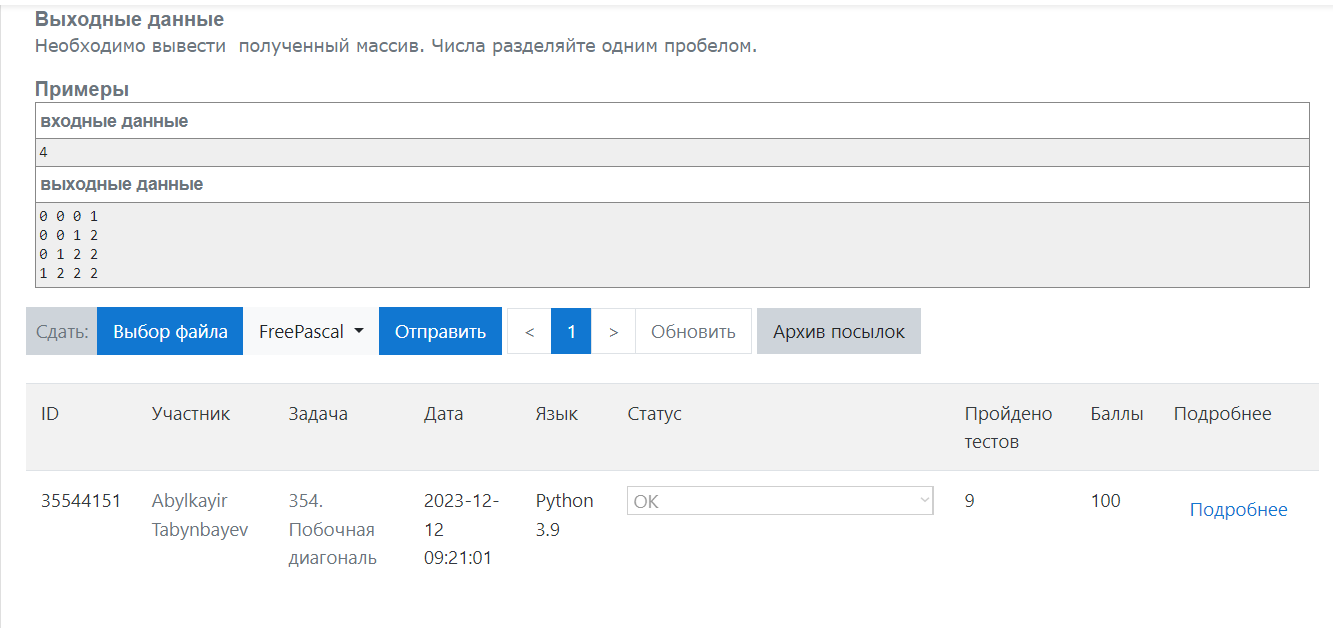 Выходные данные
Необходимо вывести полученный массив. Числа разделяйте одним пробелом.
Примеры
входные данные
4
выходные данные
0 0 0 1
0 0 1 2
0 1 2 2
1 2 2 2
Сдать: Выбор файла FreePascal Отправить < 1 > Обновить Архив посылок
ID Участник Задача Дата Язык Статус Пройдено тестов Баллы Подробнее
35544151 Abylkayir Tabynbayev 354. Побочная диагональ 2023-12-12 09:21:01 Python 3.9 OK 9 100 Подробнее